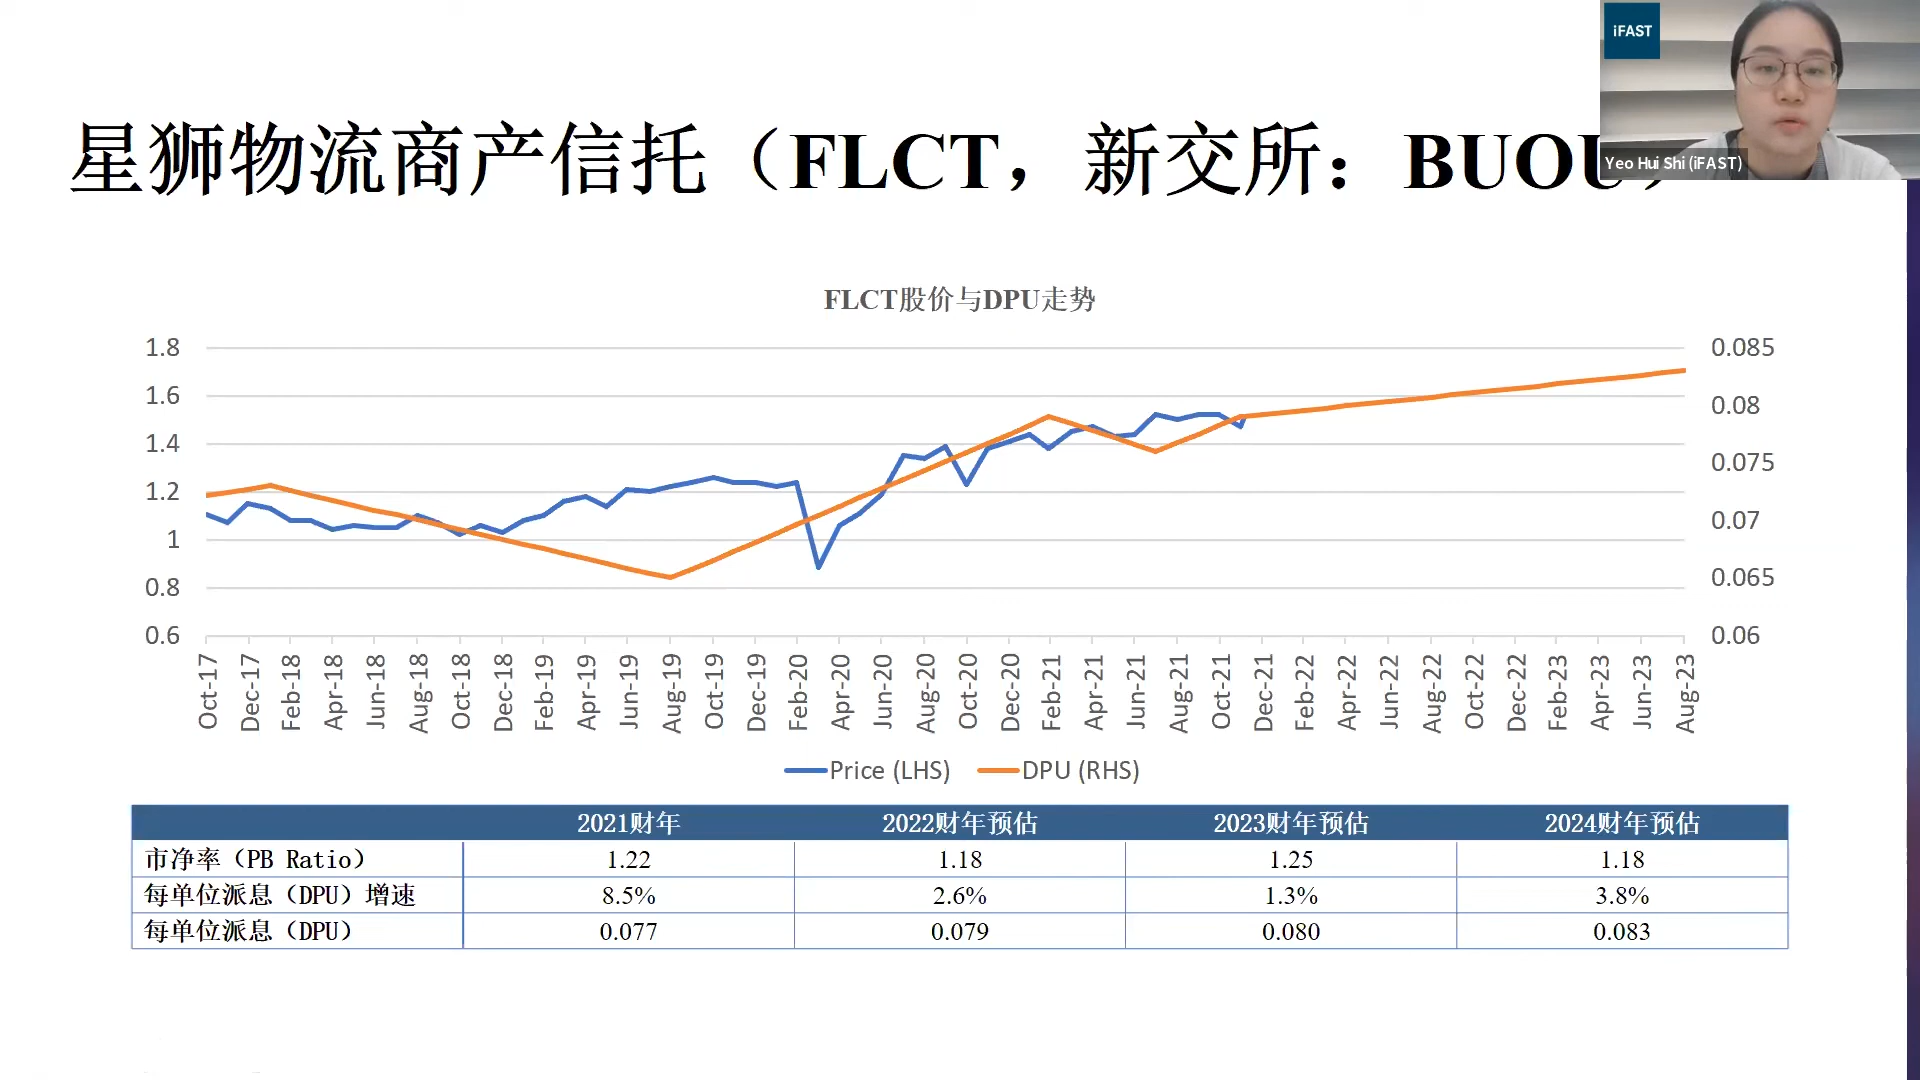 iFAST
Yeo Hui Shi (iFAST)
星狮物流商产信托（FLCT，新交所：BUOU）
FLCT股价与DPU走势
1.8
1.6
1.4
1.2
1
0.8
0.6
0.085
0.08
0.075
0.07
0.065
0.06
Oct-17 Dec-17 Feb-18 Apr-18 Jun-18 Aug-18 Oct-18 Dec-18 Feb-19 Apr-19 Jun-19 Aug-19 Oct-19 Dec-19 Feb-20 Apr-20 Jun-20 Aug-20 Oct-20 Dec-20 Feb-21 Apr-21 Jun-21 Aug-21 Oct-21 Dec-21 Feb-22 Apr-22 Jun-22 Aug-22 Oct-22 Dec-22 Feb-23 Apr-23 Jun-23 Aug-23
Price (LHS) DPU (RHS)
2021财年 2022财年预估 2023财年预估 2024财年预估
市净率（PB Ratio） 1.22 1.18 1.25 1.18
每单位派息（DPU）增速 8.5% 2.6% 1.3% 3.8%
每单位派息（DPU） 0.077 0.079 0.080 0.083